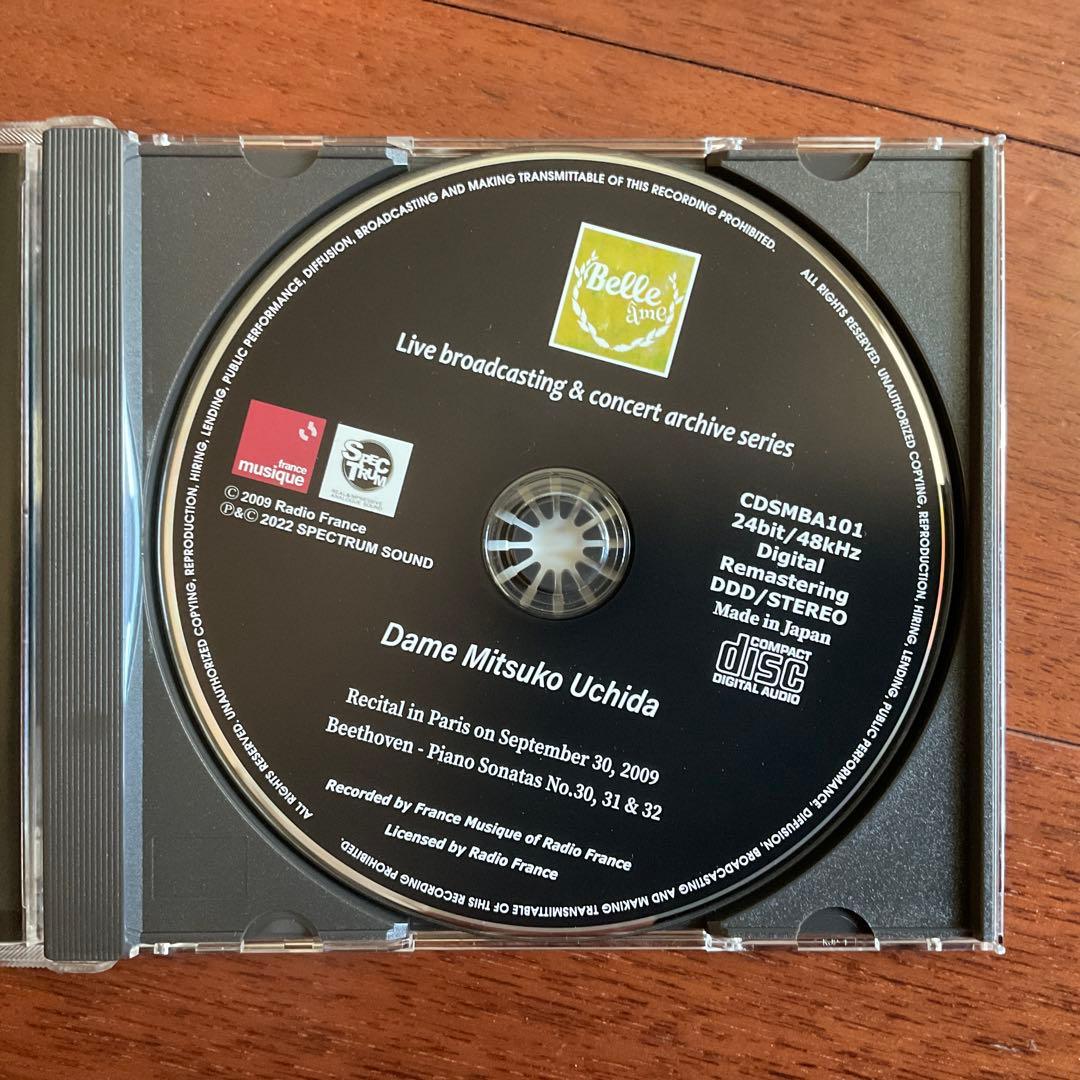 ALL RIGHTS RESERVED. UNAUTHORIZED COPYING, REPRODUCTION, HIRING, LENDING, PUBLIC PERFORMANCE, DIFFUSION, BROADCASTING AND MAKING TRANSMITTABLE OF THIS RECORDING PROHIBITED.
ALL RIGHTS RESERVED. UNAUTHORIZED COPYING, REPRODUCTION, HIRING, LENDING, PUBLIC PERFORMANCE, DIFFUSION, BROADCASTING AND MAKING TRANSMITTABLE OF THIS RECORDING PROHIBITED.
Belle
âme
Live broadcasting & concert archive series
france
musique
SPECTRUM
ANALOGUE SOUND
© 2009 Radio France
℗&© 2022 SPECTRUM SOUND
CDSMBA101
24bit/48kHz
Digital
Remastering
DDD/STEREO
Made in Japan
COMPACT
disc
DIGITAL AUDIO
Dame Mitsuko Uchida
Recital in Paris on September 30, 2009
Beethoven - Piano Sonatas No.30, 31 & 32
Recorded by France Musique of Radio France
Licensed by Radio France